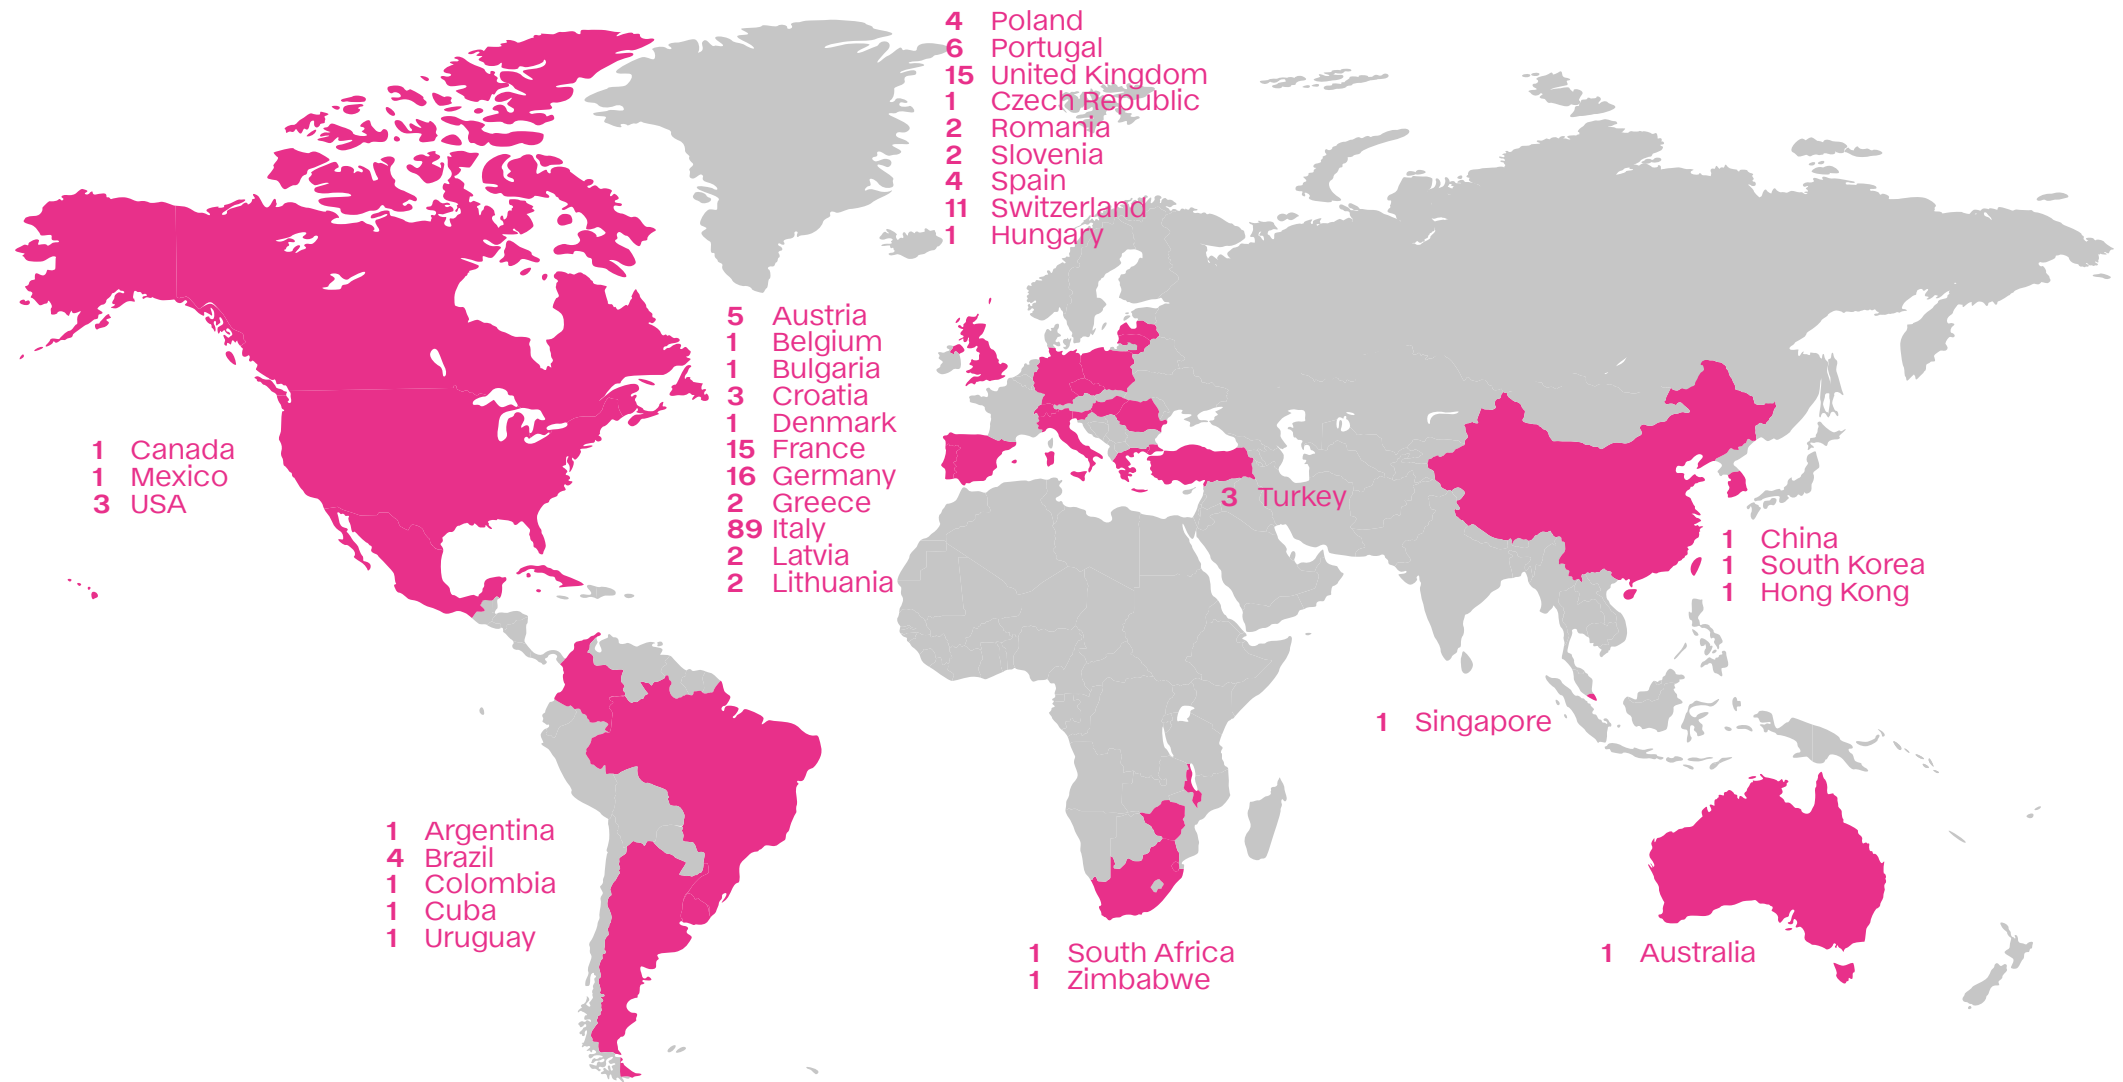 4 Poland
6 Portugal
15 United Kingdom
1 Czech Republic
2 Romania
2 Slovenia
4 Spain
11 Switzerland
1 Hungary
5 Austria
1 Belgium
1 Bulgaria
3 Croatia
1 Denmark
15 France
16 Germany
2 Greece
89 Italy
2 Latvia
2 Lithuania
1 Canada
1 Mexico
3 USA
3 Turkey
1 China
1 South Korea
1 Hong Kong
1 Singapore
1 Argentina
4 Brazil
1 Colombia
1 Cuba
1 Uruguay
1 South Africa
1 Zimbabwe
1 Australia